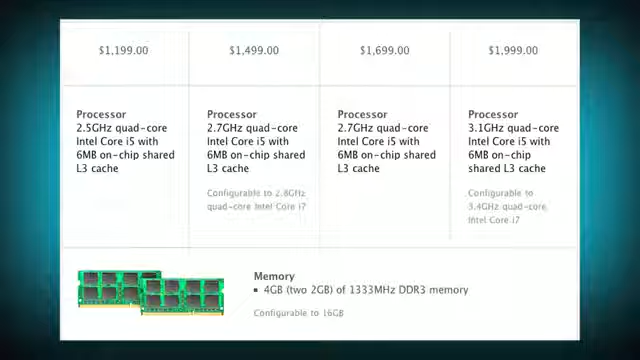 $1,199.00
$1,499.00
$1,699.00
$1,999.00
Processor
2.5GHz quad-core
Intel Core i5 with
6MB on-chip shared
L3 cache
Processor
2.7GHz quad-core
Intel Core i5 with
6MB on-chip shared
L3 cache
Configurable to 2.8GHz
quad-core Intel Core i7
Processor
2.7GHz quad-core
Intel Core i5 with
6MB on-chip shared
L3 cache
Processor
3.1GHz quad-core
Intel Core i5 with
6MB on-chip
shared L3 cache
Configurable to
3.4GHz quad-core
Intel Core i7
Memory
▪ 4GB (two 2GB) of 1333MHz DDR3 memory
Configurable to 16GB